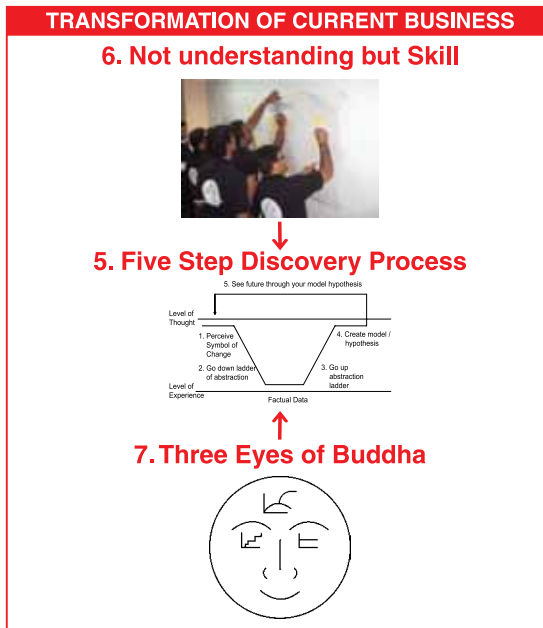 TRANSFORMATION OF CURRENT BUSINESS
6. Not understanding but Skill
5. Five Step Discovery Process
5. See future through your model hypothesis
Level of
Thought
1. Perceive
Symbol of
Change
2. Go down ladder
of abstraction
4. Create model /
hypothesis
3. Go up
abstraction
ladder
Level of
Experience
Factual Data
7. Three Eyes of Buddha